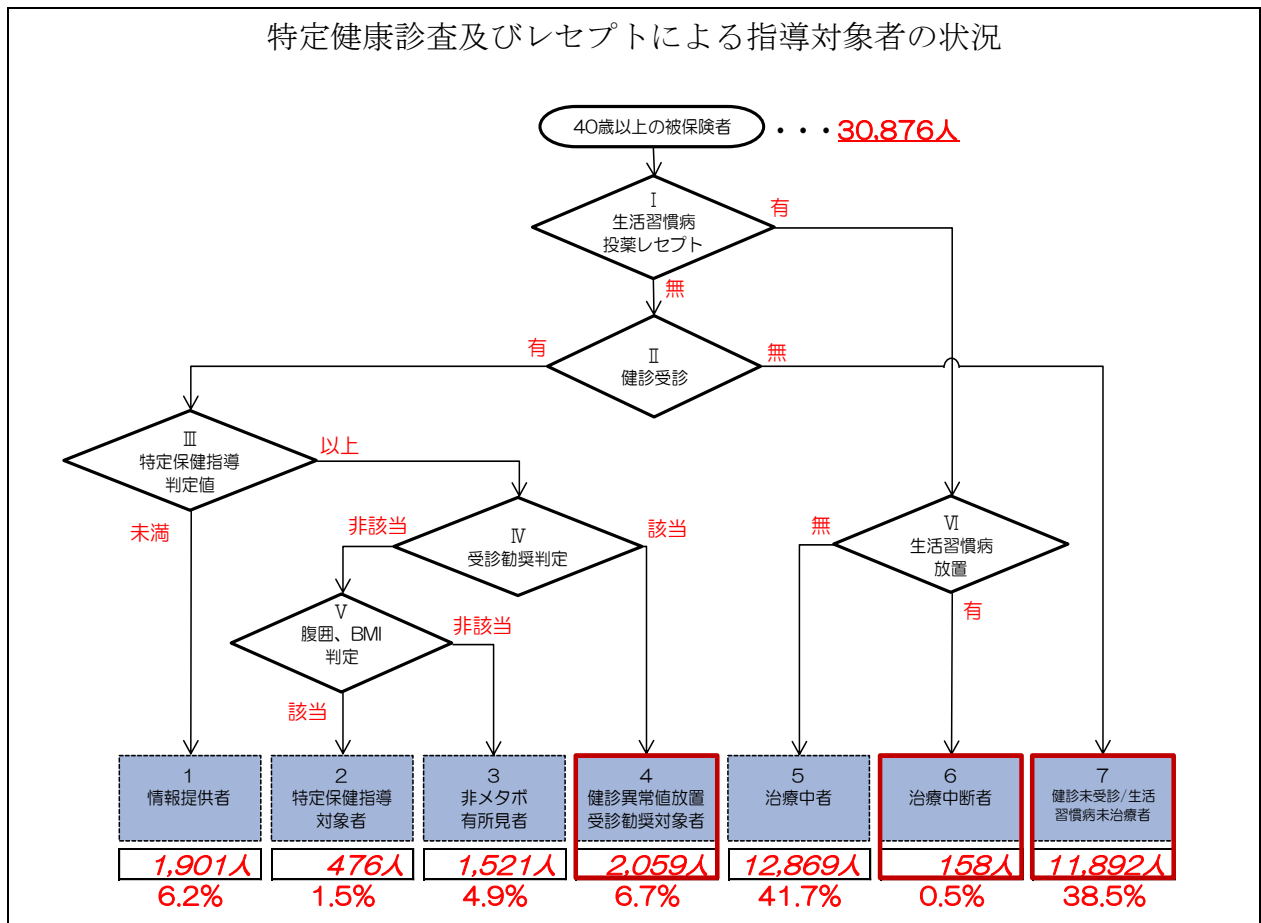 特定健康診査及びレセプトによる指導対象者の状況
40歳以上の被保険者
・・・30,876人
Ⅰ
生活習慣病
投薬レセプト
有
無
Ⅱ
健診受診
有
無
Ⅲ
特定保健指導
判定値
以上
未満
Ⅳ
受診勧奨判定
非該当
該当
Ⅵ
生活習慣病
放置
無
有
Ⅴ
腹囲、BMI
判定
非該当
該当
1
情報提供者
2
特定保健指導
対象者
3
非メタボ
有所見者
4
健診異常値放置
受診勧奨対象者
5
治療中者
6
治療中断者
7
健診未受診/生活
習慣病未治療者
1,901人
476人
1,521人
2,059人
12,869人
158人
11,892人
6.2%
1.5%
4.9%
6.7%
41.7%
0.5%
38.5%